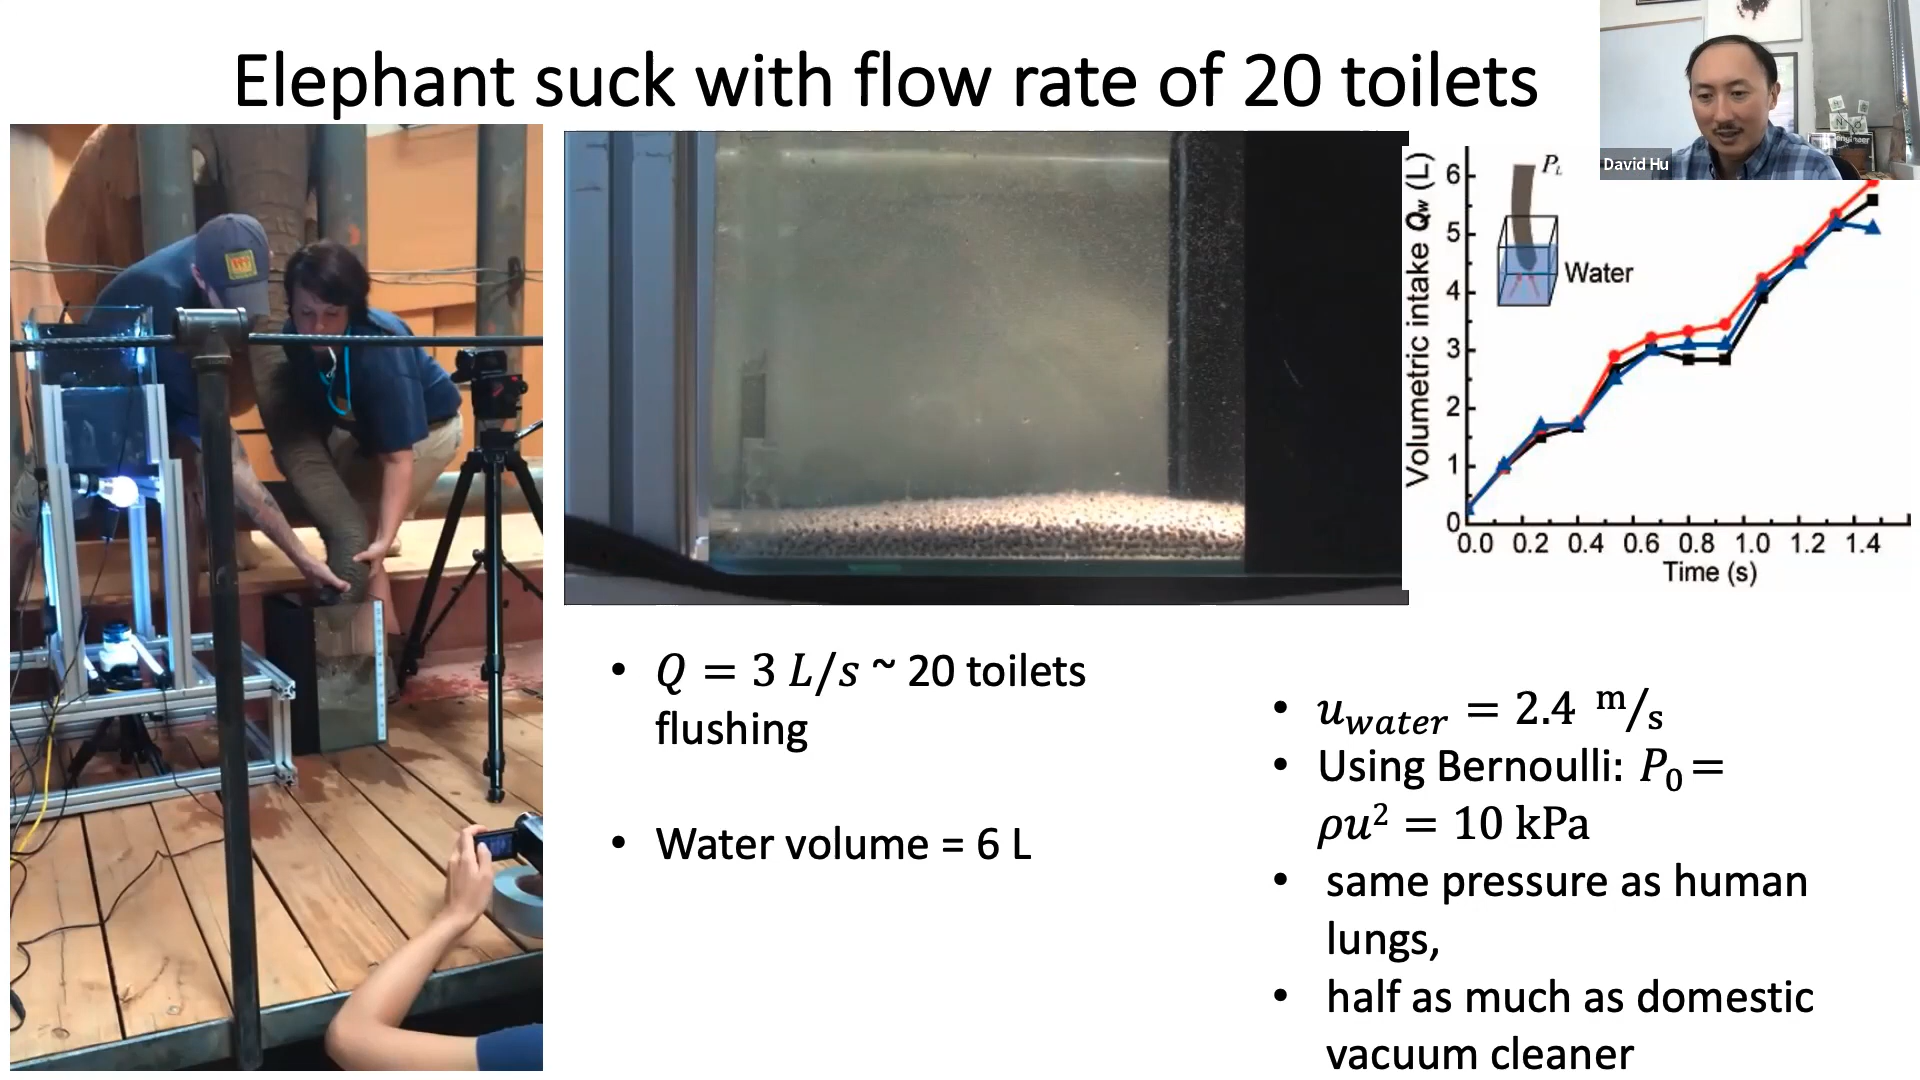 Elephant suck with flow rate of 20 toilets
David Hu
Volumetric intake Qw (L)
6
5
4
3
2
1
0
P_L
Water
0.0 0.2 0.4 0.6 0.8 1.0 1.2 1.4
Time (s)
• Q = 3 L/s ~ 20 toilets
flushing
• Water volume = 6 L
• u_water = 2.4 m/s
• Using Bernoulli: P₀ =
ρu² = 10 kPa
• same pressure as human
lungs,
• half as much as domestic
vacuum cleaner